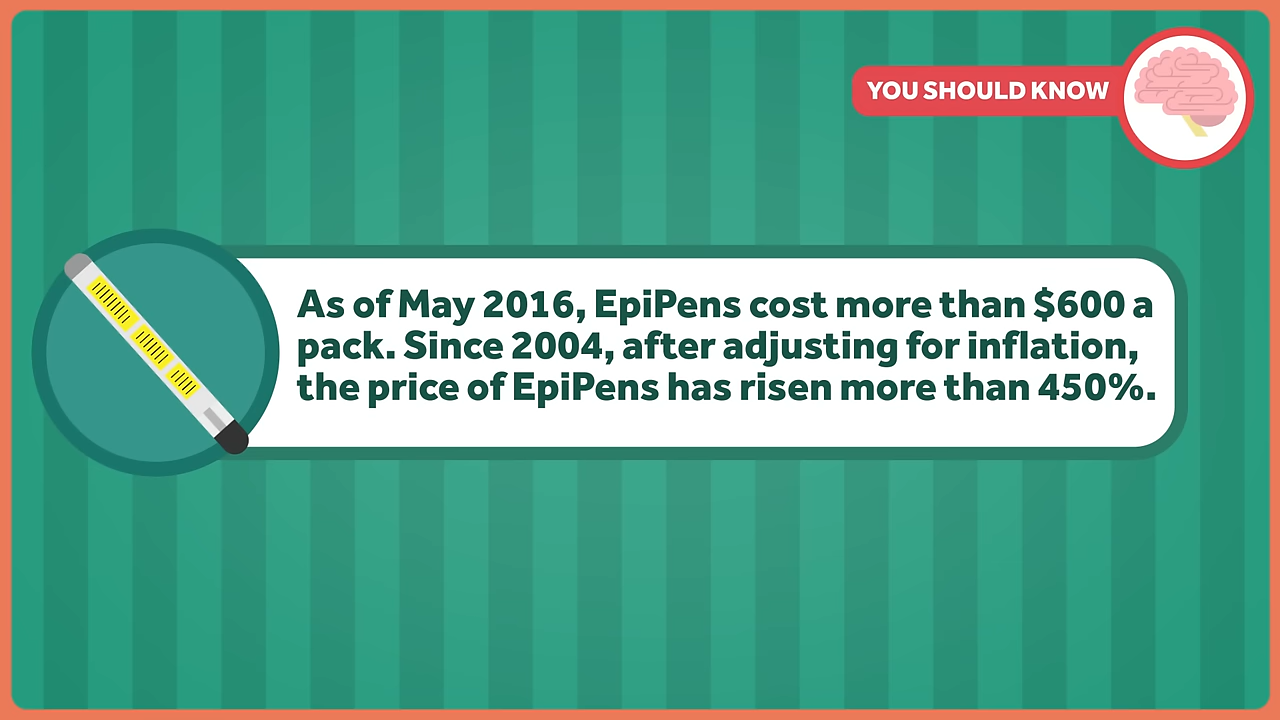 YOU SHOULD KNOW
As of May 2016, EpiPens cost more than $600 a
pack. Since 2004, after adjusting for inflation,
the price of EpiPens has risen more than 450%.